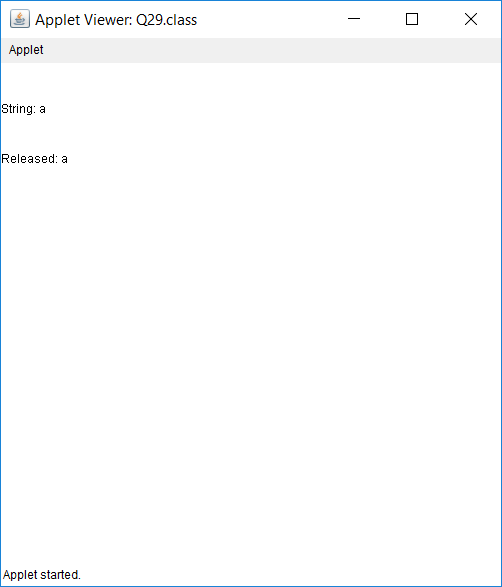 Applet Viewer: Q29.class
Applet
String: a
Released: a
Applet started.